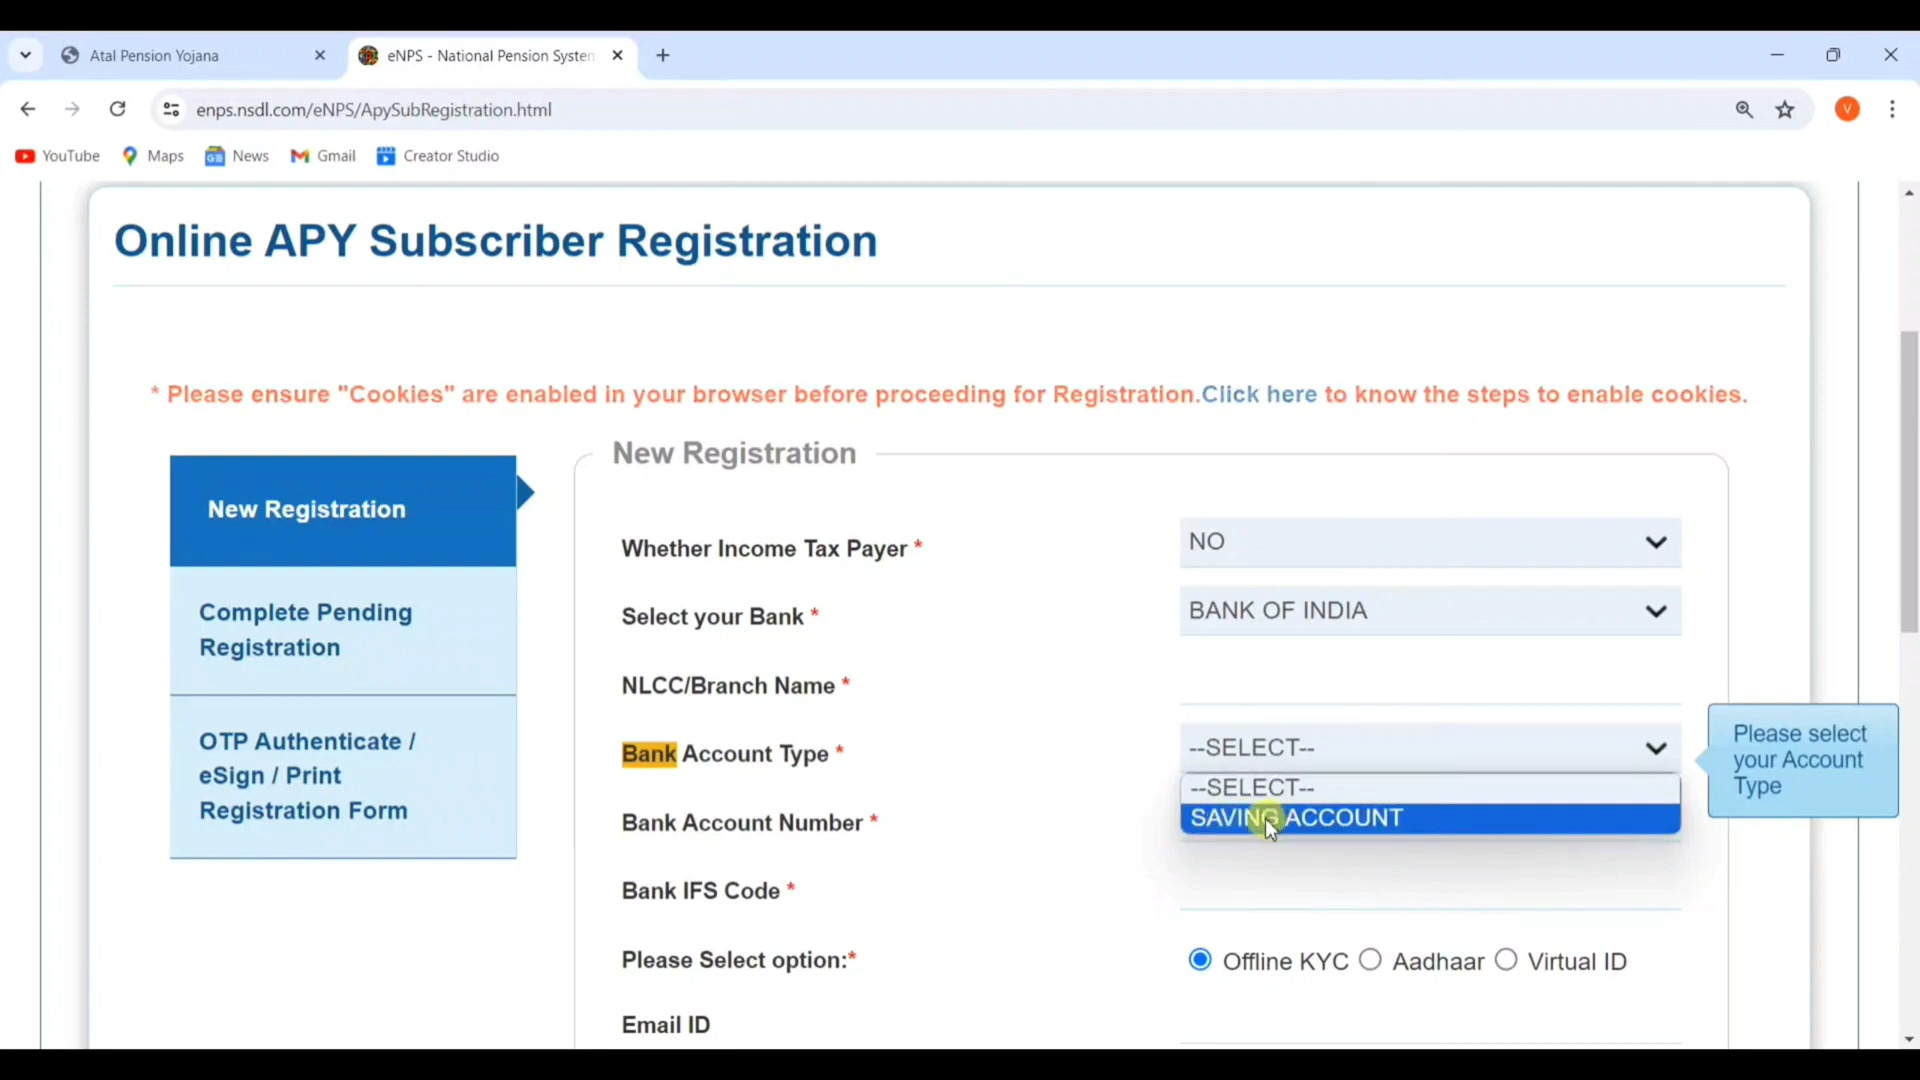 Atal Pension Yojana
eNPS - National Pension System
enps.nsdl.com/eNPS/ApySubRegistration.html
V
YouTube Maps News Gmail Creator Studio
Online APY Subscriber Registration
* Please ensure "Cookies" are enabled in your browser before proceeding for Registration.Click here to know the steps to enable cookies.
New Registration
New Registration
Complete Pending
Registration
OTP Authenticate /
eSign / Print
Registration Form
Whether Income Tax Payer * NO
Select your Bank * BANK OF INDIA
NLCC/Branch Name *
Bank Account Type * --SELECT--
--SELECT--
SAVING ACCOUNT
Please select
your Account
Type
Bank Account Number *
Bank IFS Code *
Please Select option:* Offline KYC Aadhaar Virtual ID
Email ID